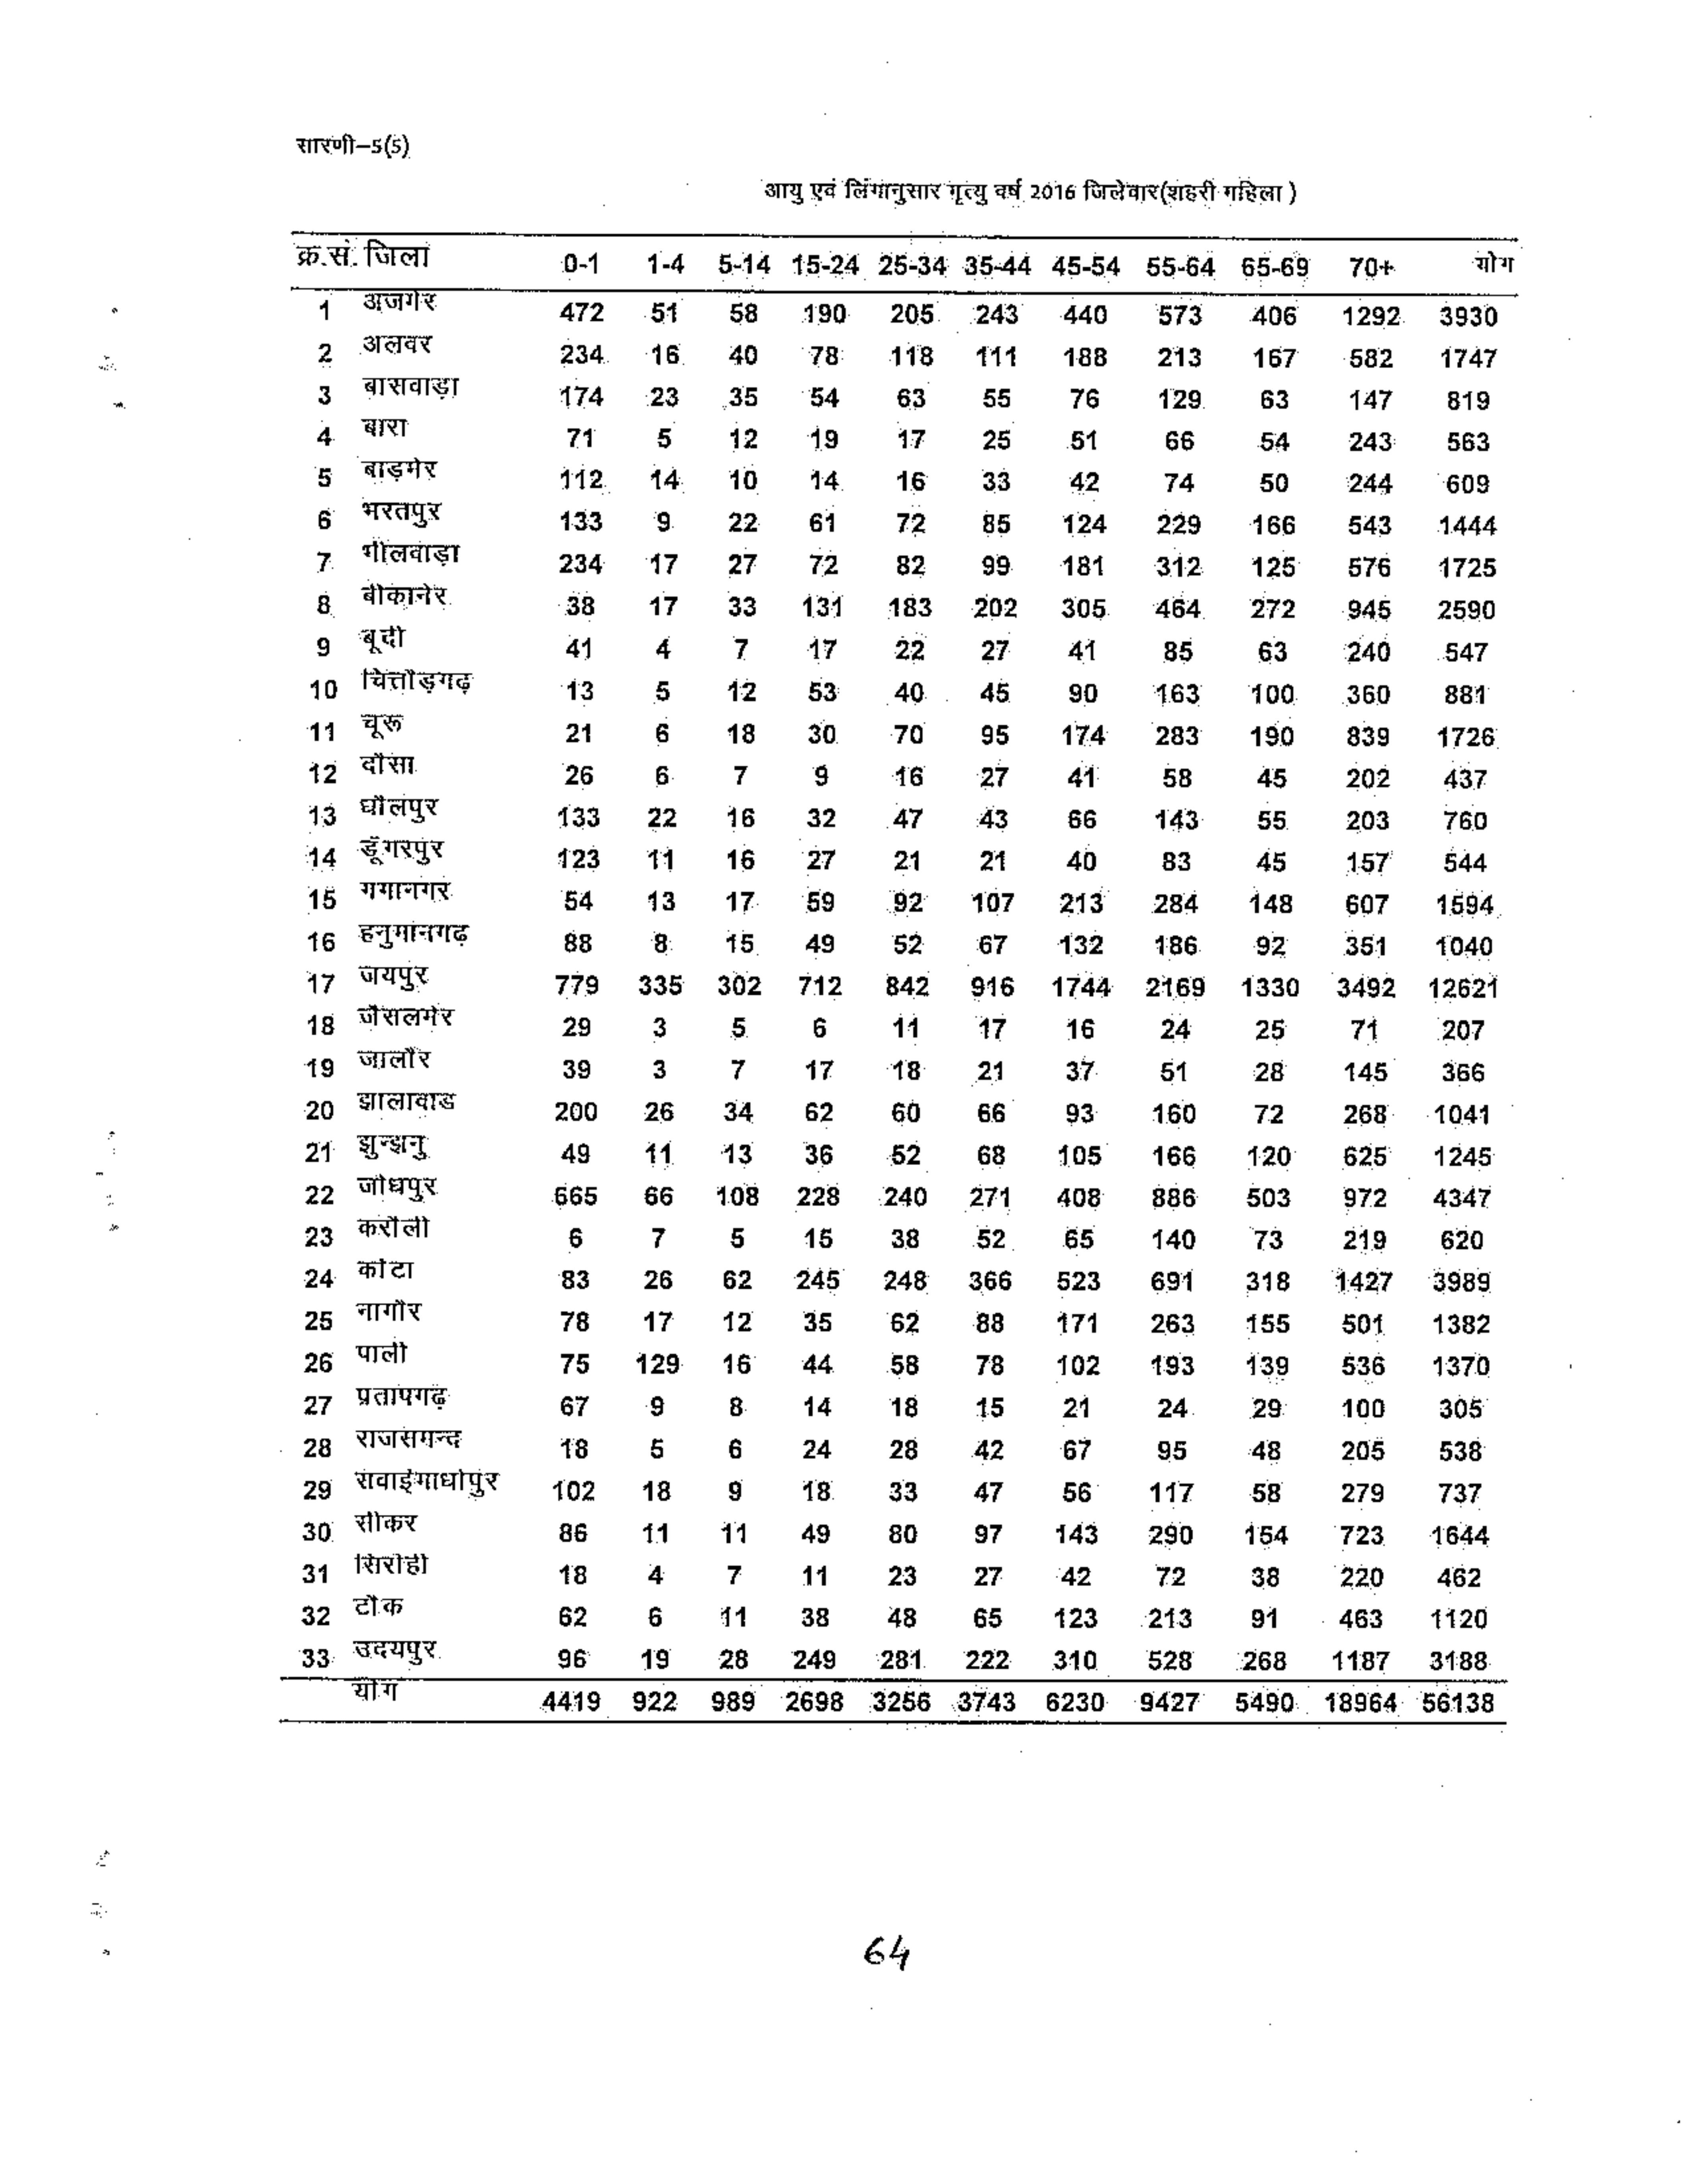 सारणी–5(5)
आयु एवं लिंगानुसार मृत्यु वर्ष 2016 जिलेवार(शहरी महिला )
क्र.सं. जिला 0-1 1-4 5-14 15-24 25-34 35-44 45-54 55-64 65-69 70+ योग
1 अजमेर 472 51 58 190 205 243 440 573 406 1292 3930
2 अलवर 234 16 40 78 118 111 188 213 167 582 1747
3 बासवाड़ा 174 23 35 54 63 55 76 129 63 147 819
4 बारा 71 5 12 19 17 25 51 66 54 243 563
5 बाड़मेर 112 14 10 14 16 33 42 74 50 244 609
6 भरतपुर 133 9 22 61 72 85 124 229 166 543 1444
7 भीलवाड़ा 234 17 27 72 82 99 181 312 125 576 1725
8 बीकानेर 38 17 33 131 183 202 305 464 272 945 2590
9 बूदी 41 4 7 17 22 27 41 85 63 240 547
10 चित्तौड़गढ़ 13 5 12 53 40 45 90 163 100 360 881
11 चूरू 21 6 18 30 70 95 174 283 190 839 1726
12 दौसा 26 6 7 9 16 27 41 58 45 202 437
13 धौलपुर 133 22 16 32 47 43 66 143 55 203 760
14 डूँगरपुर 123 11 16 27 21 21 40 83 45 157 544
15 गगानगर 54 13 17 59 92 107 213 284 148 607 1594
16 हनुमानगढ़ 88 8 15 49 52 67 132 186 92 351 1040
17 जयपुर 779 335 302 712 842 916 1744 2169 1330 3492 12621
18 जैसलमेर 29 3 5 6 11 17 16 24 25 71 207
19 जालौर 39 3 7 17 18 21 37 51 28 145 366
20 झालावाड 200 26 34 62 60 66 93 160 72 268 1041
21 झुन्झनु 49 11 13 36 52 68 105 166 120 625 1245
22 जोधपुर 665 66 108 228 240 271 408 886 503 972 4347
23 करौली 6 7 5 15 38 52 65 140 73 219 620
24 कोटा 83 26 62 245 248 366 523 691 318 1427 3989
25 नागौर 78 17 12 35 62 88 171 263 155 501 1382
26 पाली 75 129 16 44 58 78 102 193 139 536 1370
27 प्रतापगढ़ 67 9 8 14 18 15 21 24 29 100 305
28 राजसमन्द 18 5 6 24 28 42 67 95 48 205 538
29 सवाईमाधोपुर 102 18 9 18 33 47 56 117 58 279 737
30 सीकर 86 11 11 49 80 97 143 290 154 723 1644
31 सिरोही 18 4 7 11 23 27 42 72 38 220 462
32 टोक 62 6 11 38 48 65 123 213 91 463 1120
33 उदयपुर 96 19 28 249 281 222 310 528 268 1187 3188
योग 4419 922 989 2698 3256 3743 6230 9427 5490 18964 56138
64